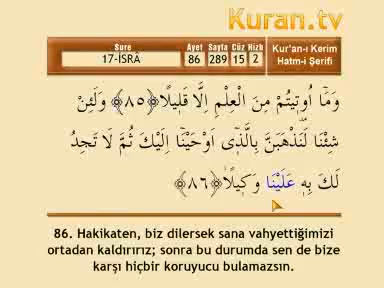 Kuran.tv
Sure Ayet Sayfa Cüz Hizb
17-İSRÂ 86 289 15 2
Kur'an-ı Kerim
Hatm-i Şerifi
وَمَٓا اُو۫ت۪يتُمْ مِنَ الْعِلْمِ اِلَّا قَل۪يلًا ﴿٨٥﴾ وَلَئِنْ
شِئْنَا لَنَذْهَبَنَّ بِالَّذ۪ٓي اَوْحَيْنَٓا اِلَيْكَ ثُمَّ لَا تَجِدُ
لَكَ بِه۪ عَلَيْنَا وَك۪يلًاۙ ﴿٨٦﴾
86. Hakikaten, biz dilersek sana vahyettiğimizi
ortadan kaldırırız; sonra bu durumda sen de bize
karşı hiçbir koruyucu bulamazsın.